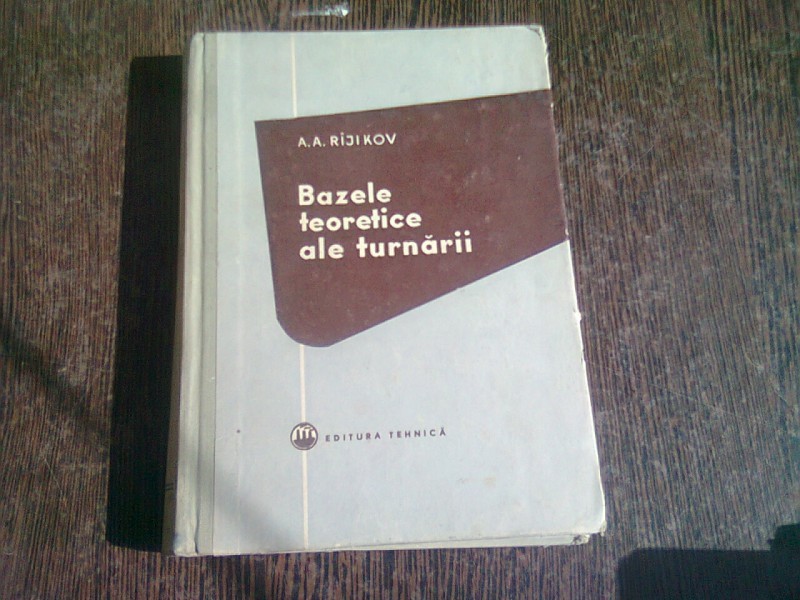 A. A. RÎJIKOV
Bazele
teoretice
ale turnării
EDITURA TEHNICĂ